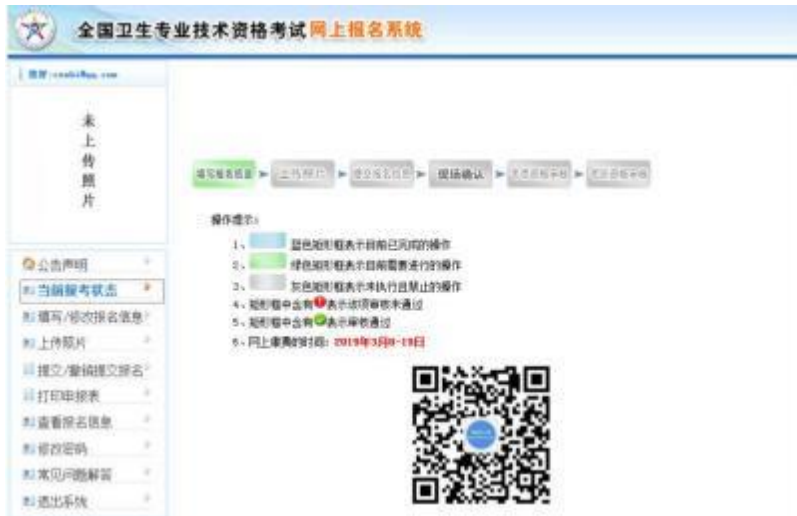 全国卫生专业技术资格考试网上报名系统
未
上
传
照
片
填写报名信息
上传照片
提交报名信息
现场确认
操作提示:
1、 蓝色矩形框表示目前已完成的操作
2、 绿色矩形框表示目前需要进行的操作
3、 灰色矩形框表示未执行且禁止的操作
4、矩形框中含有 表示该项审核未通过
5、矩形框中含有 表示审核通过
6、网上缴费的时间:2019年3月8-19日
公告声明
当前报考状态
填写/修改报名信息
上传照片
提交/撤销提交报名
打印申报表
查看报名信息
修改密码
常见问题解答
退出系统